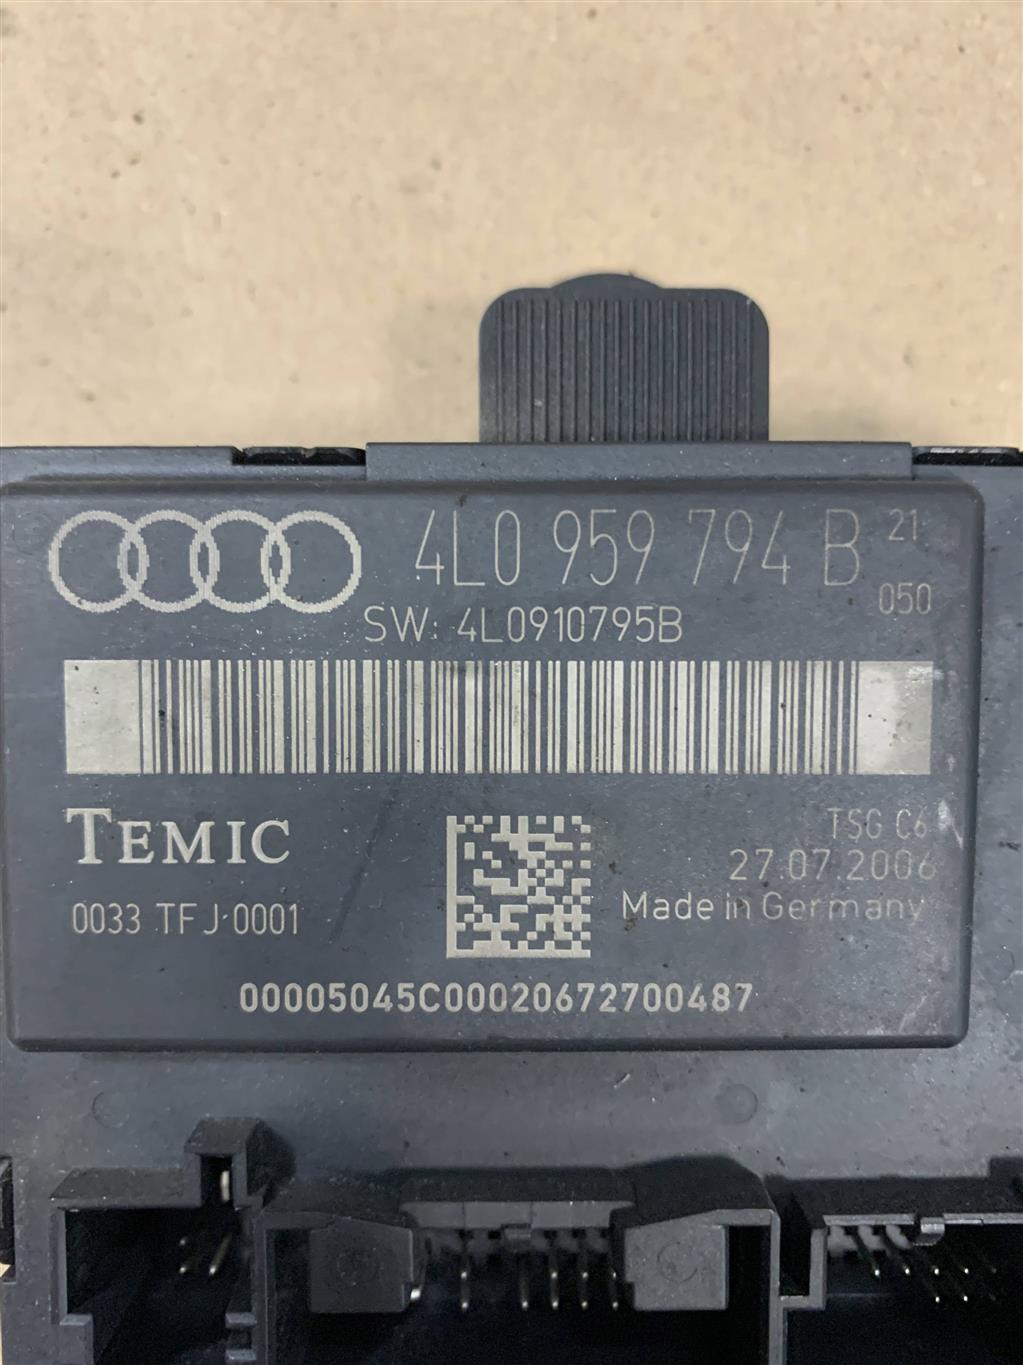 4L0 959 794 B 21
050
SW: 4L0910795B
TEMIC
TSG C6
27.07.2006
0033 TFJ 0001
Made in Germany
00005045C00020672700487